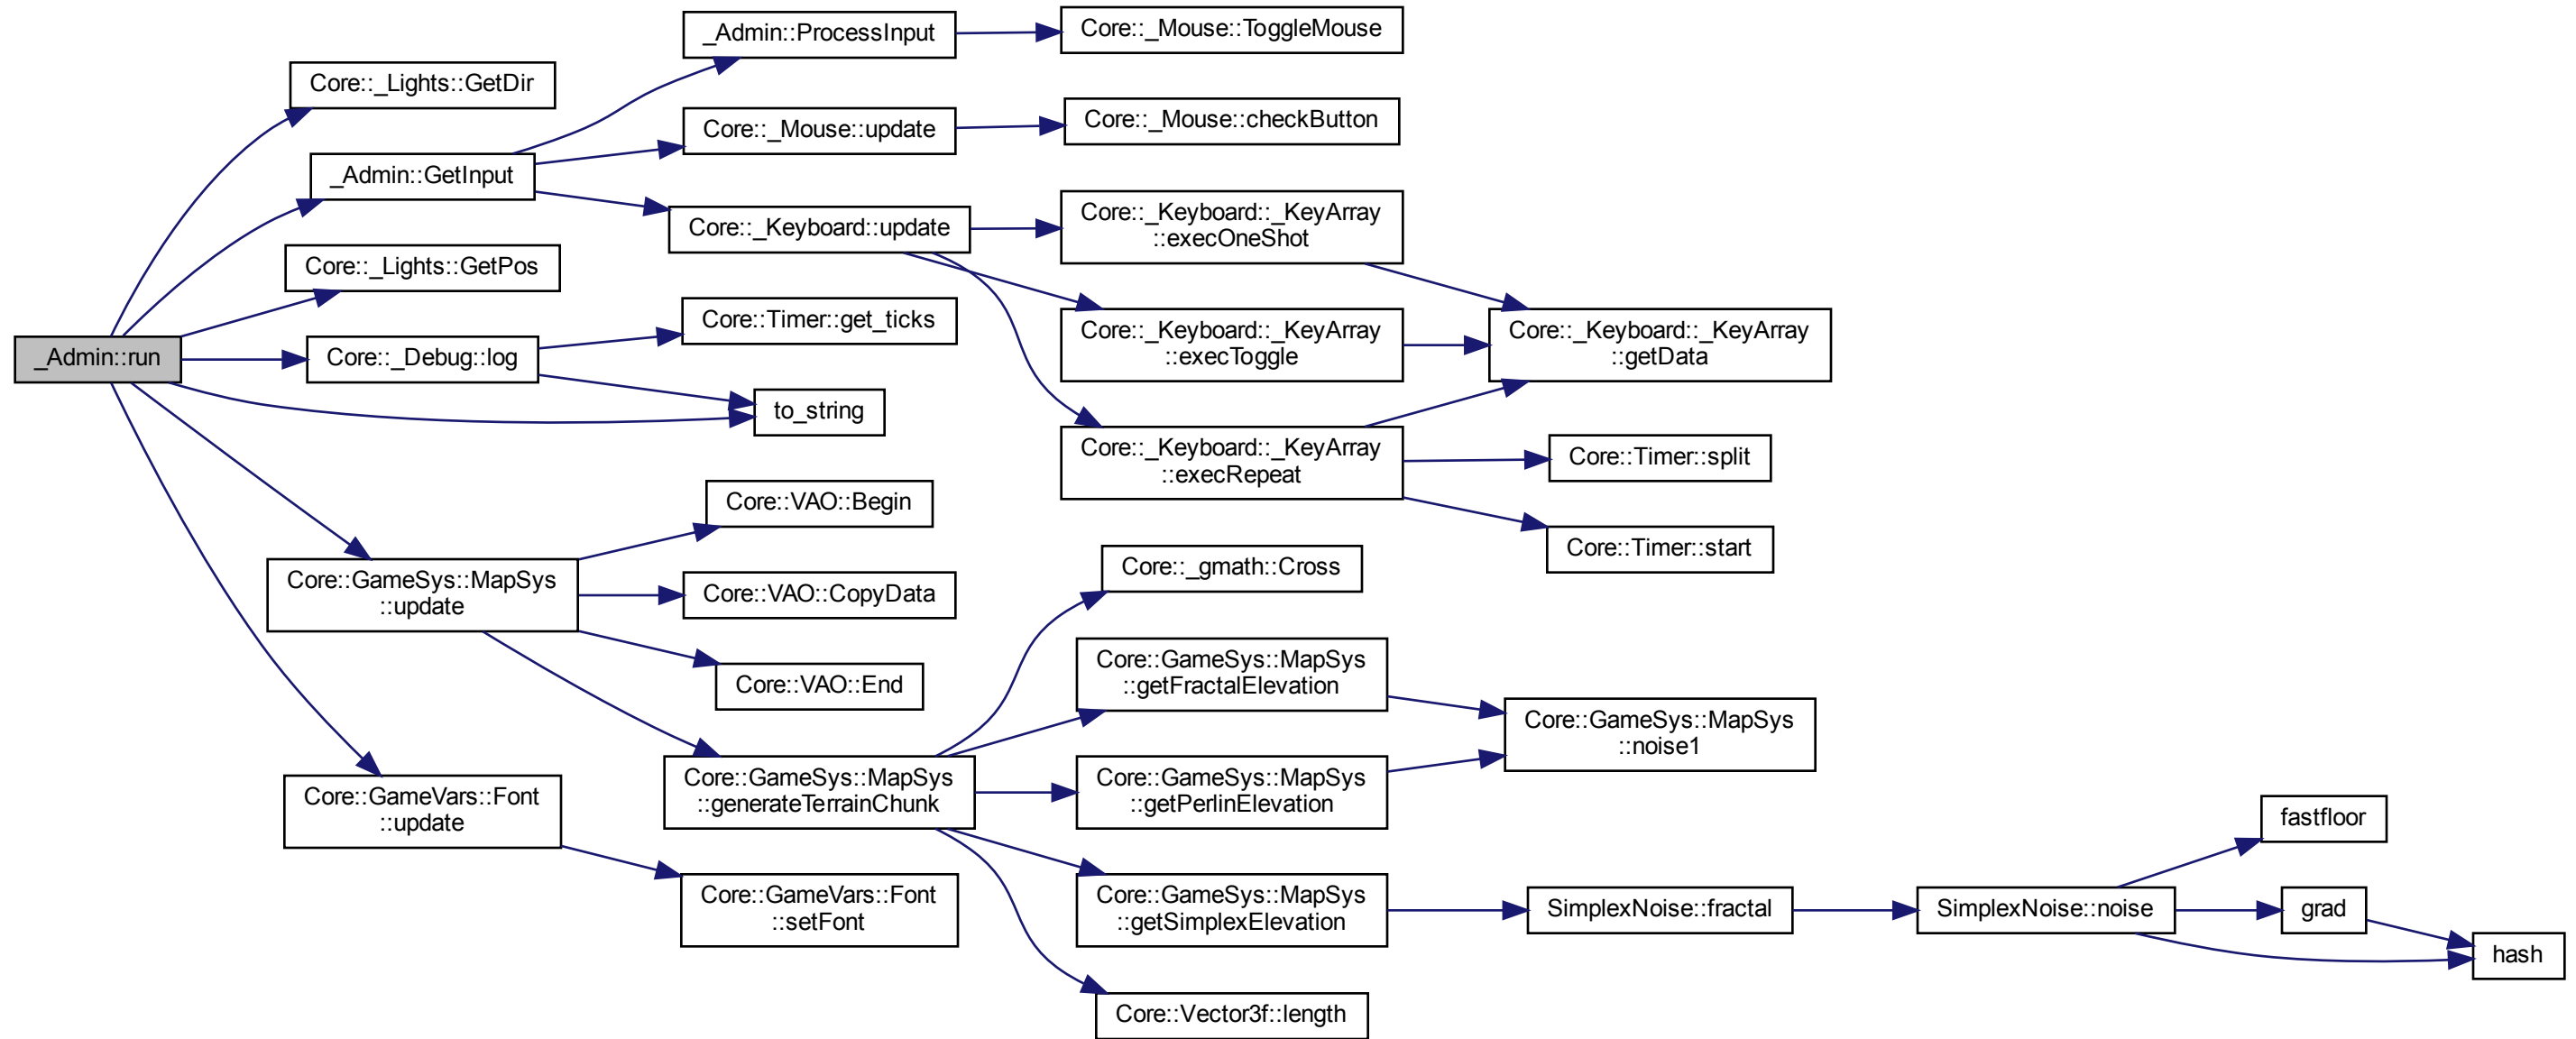 _Admin::run
Core::_Lights::GetDir
_Admin::GetInput
Core::_Lights::GetPos
Core::_Debug::log
Core::GameSys::MapSys
::update
Core::GameVars::Font
::update
_Admin::ProcessInput
Core::_Mouse::update
Core::_Keyboard::update
Core::Timer::get_ticks
to_string
Core::VAO::Begin
Core::VAO::CopyData
Core::VAO::End
Core::GameSys::MapSys
::generateTerrainChunk
Core::GameVars::Font
::setFont
Core::_Mouse::ToggleMouse
Core::_Mouse::checkButton
Core::_Keyboard::_KeyArray
::execOneShot
Core::_Keyboard::_KeyArray
::execToggle
Core::_Keyboard::_KeyArray
::execRepeat
Core::_gmath::Cross
Core::GameSys::MapSys
::getFractalElevation
Core::GameSys::MapSys
::getPerlinElevation
Core::GameSys::MapSys
::getSimplexElevation
Core::Vector3f::length
Core::_Keyboard::_KeyArray
::getData
Core::Timer::split
Core::Timer::start
Core::GameSys::MapSys
::noise1
SimplexNoise::fractal
SimplexNoise::noise
fastfloor
grad
hash